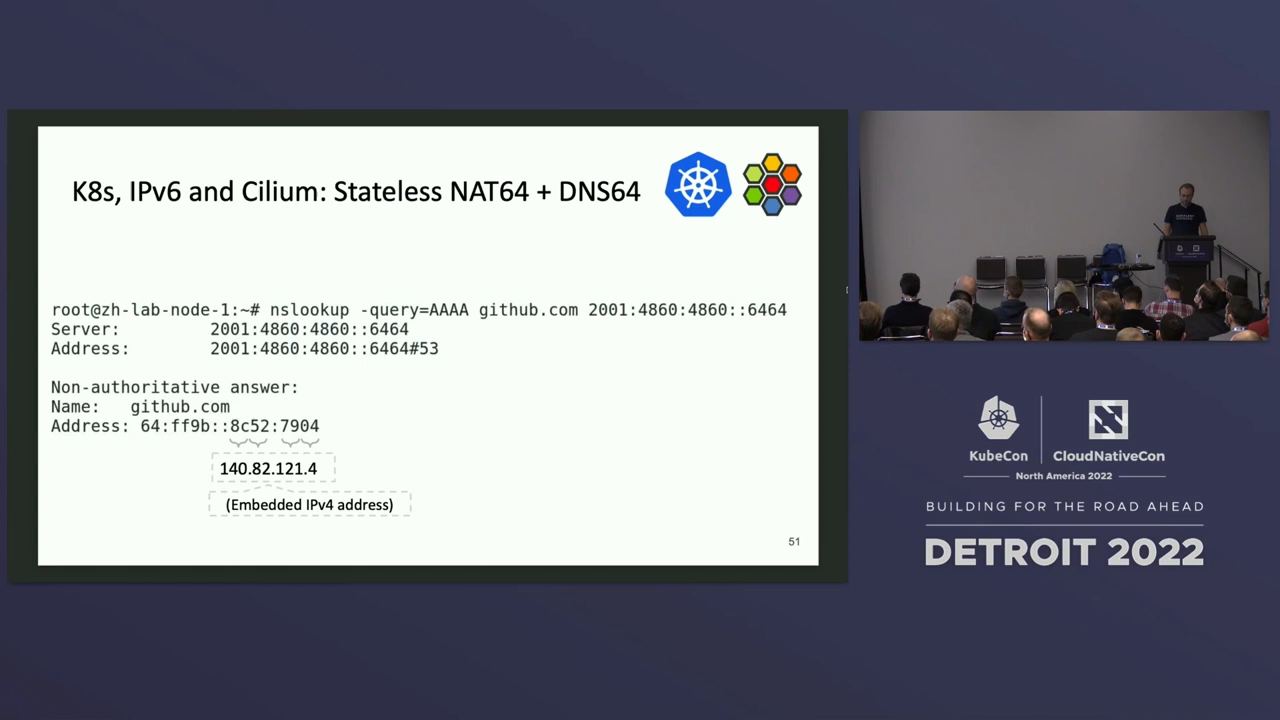 K8s, IPv6 and Cilium: Stateless NAT64 + DNS64
root@zh-lab-node-1:~# nslookup -query=AAAA github.com 2001:4860:4860::6464
Server: 2001:4860:4860::6464
Address: 2001:4860:4860::6464#53
Non-authoritative answer:
Name: github.com
Address: 64:ff9b::8c52:7904
140.82.121.4
(Embedded IPv4 address)
51
KubeCon
CloudNativeCon
North America 2022
BUILDING FOR THE ROAD AHEAD
DETROIT 2022